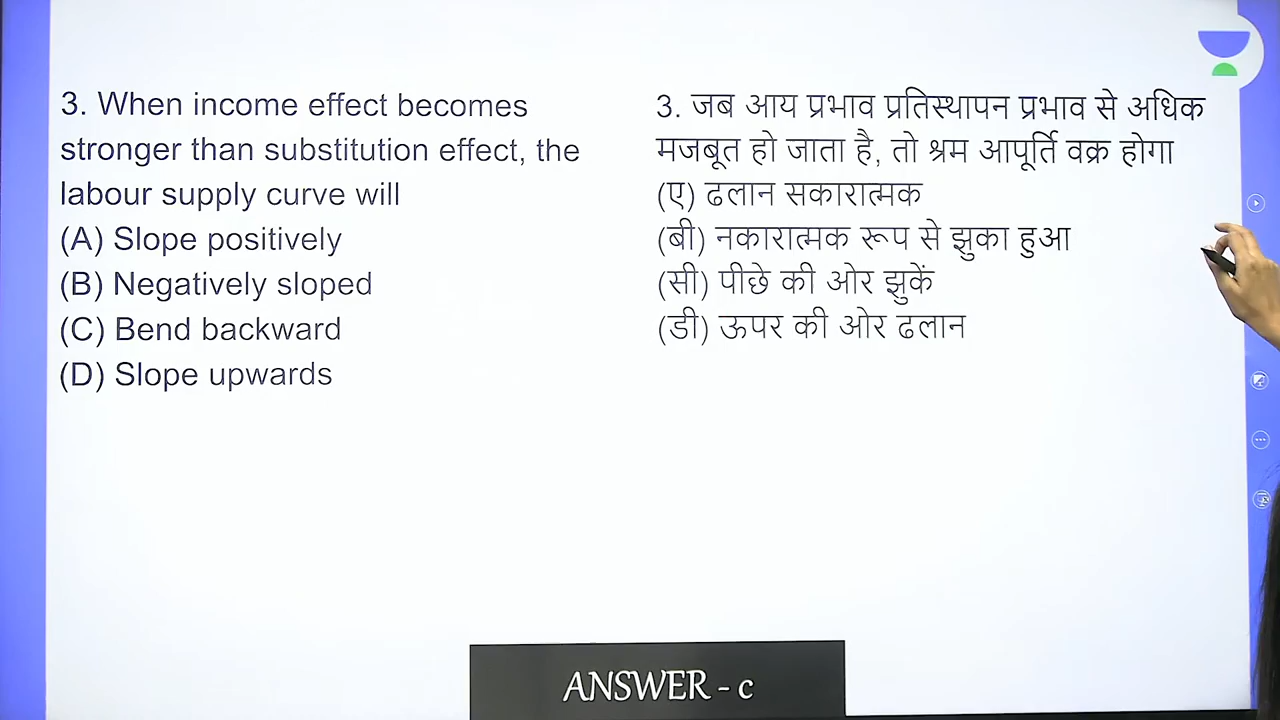 3. When income effect becomes
stronger than substitution effect, the
labour supply curve will
(A) Slope positively
(B) Negatively sloped
(C) Bend backward
(D) Slope upwards
3. जब आय प्रभाव प्रतिस्थापन प्रभाव से अधिक
मजबूत हो जाता है, तो श्रम आपूर्ति वक्र होगा
(ए) ढलान सकारात्मक
(बी) नकारात्मक रूप से झुका हुआ
(सी) पीछे की ओर झुकें
(डी) ऊपर की ओर ढलान
ANSWER - c